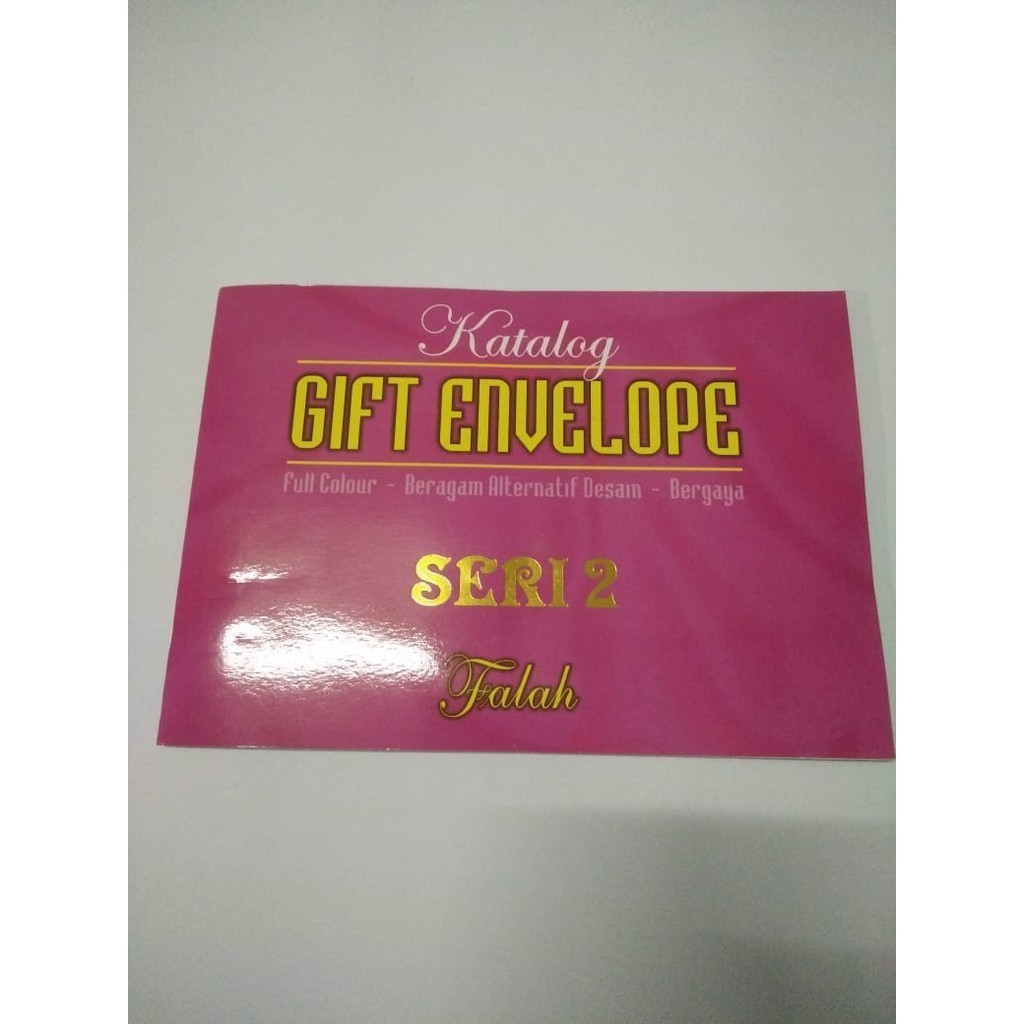 Katalog
GIFT ENVELOPE
Full Colour - Beragam Alternatif Desain - Bergaya
SERI 2
Falah